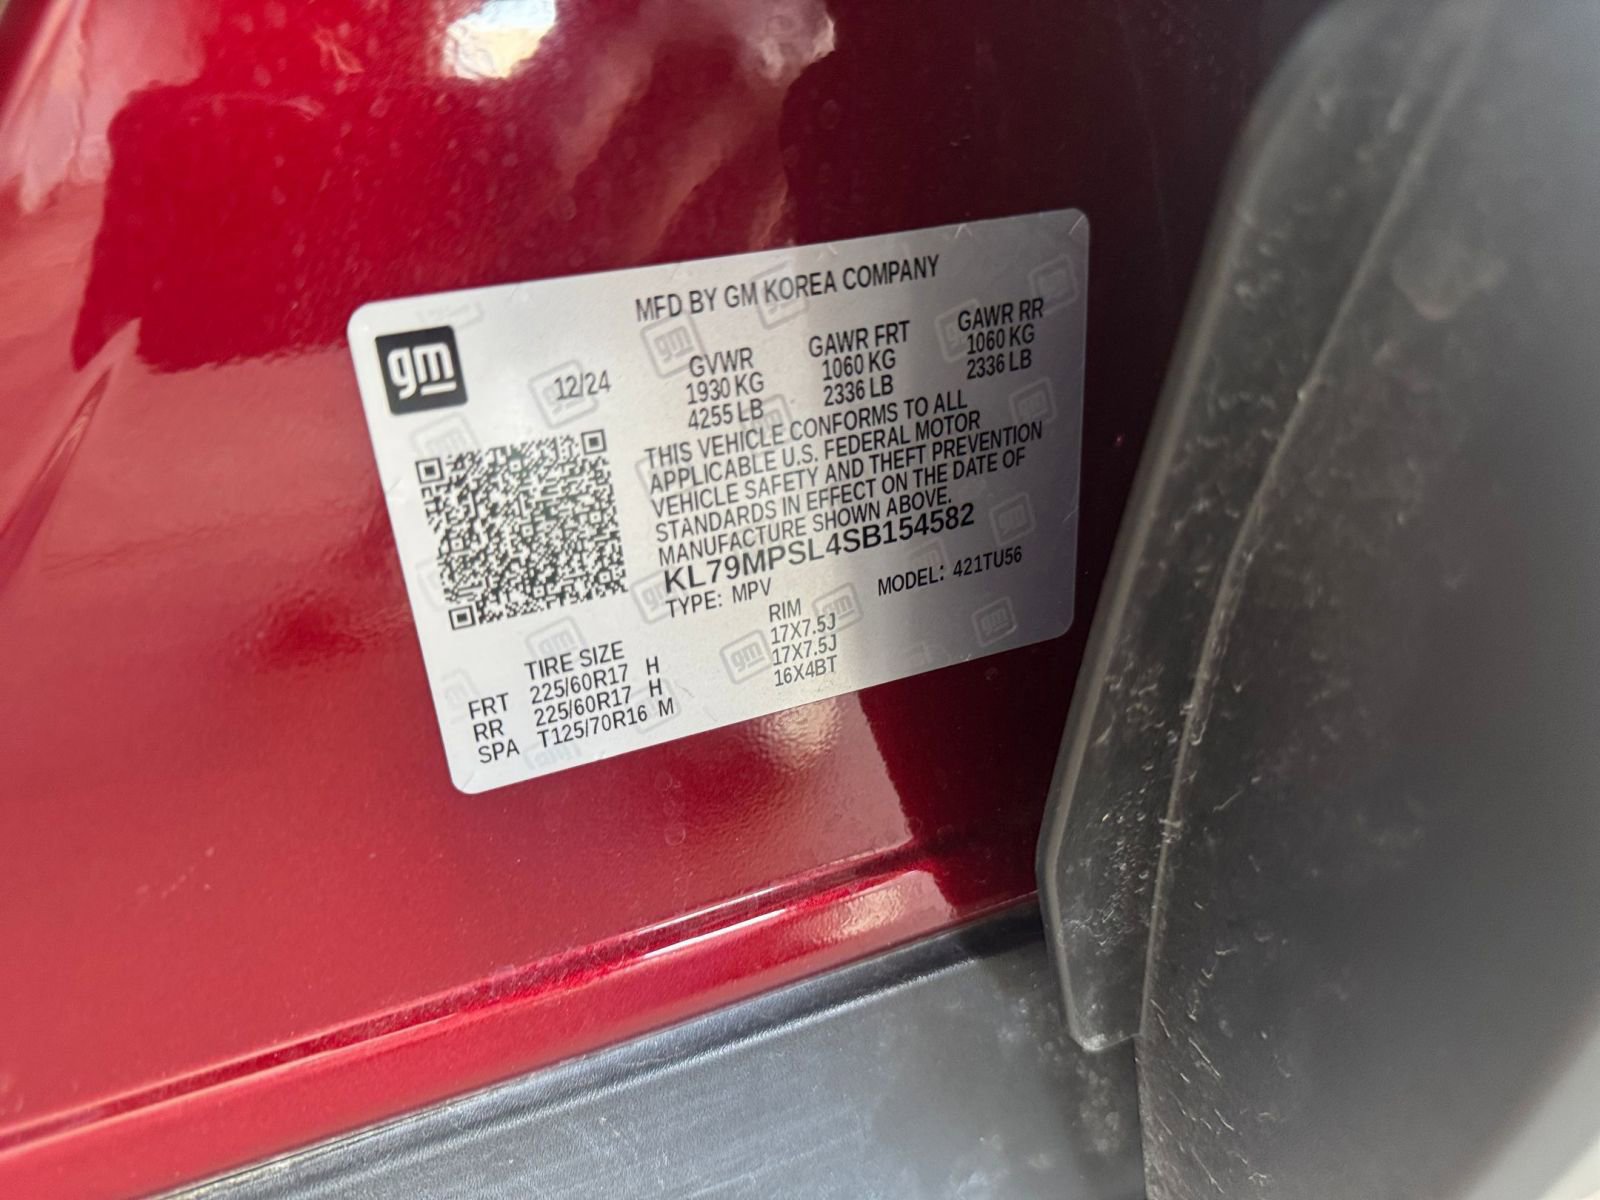 MFD BY GM KOREA COMPANY
gm
12/24
GVWR GAWR FRT GAWR RR
1930 KG 1060 KG 1060 KG
4255 LB 2336 LB 2336 LB
THIS VEHICLE CONFORMS TO ALL
APPLICABLE U.S. FEDERAL MOTOR
VEHICLE SAFETY AND THEFT PREVENTION
STANDARDS IN EFFECT ON THE DATE OF
MANUFACTURE SHOWN ABOVE.
KL79MPSL4SB154582
TYPE: MPV MODEL: 421TU56
TIRE SIZE RIM
FRT 225/60R17 H 17X7.5J
RR 225/60R17 H 17X7.5J
SPA T125/70R16 M 16X4BT